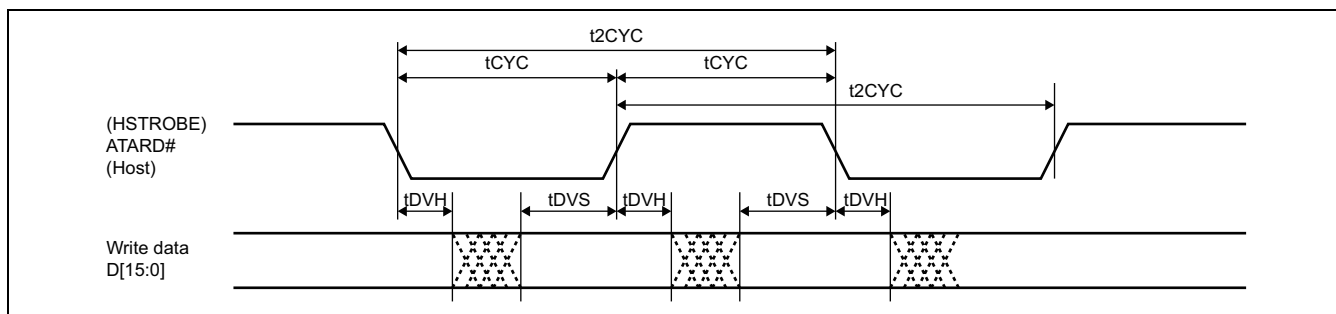 t2CYC
tCYC tCYC
t2CYC
(HSTROBE)
ATARD#
(Host)
tDVH tDVS tDVH tDVS tDVH
Write data
D[15:0]